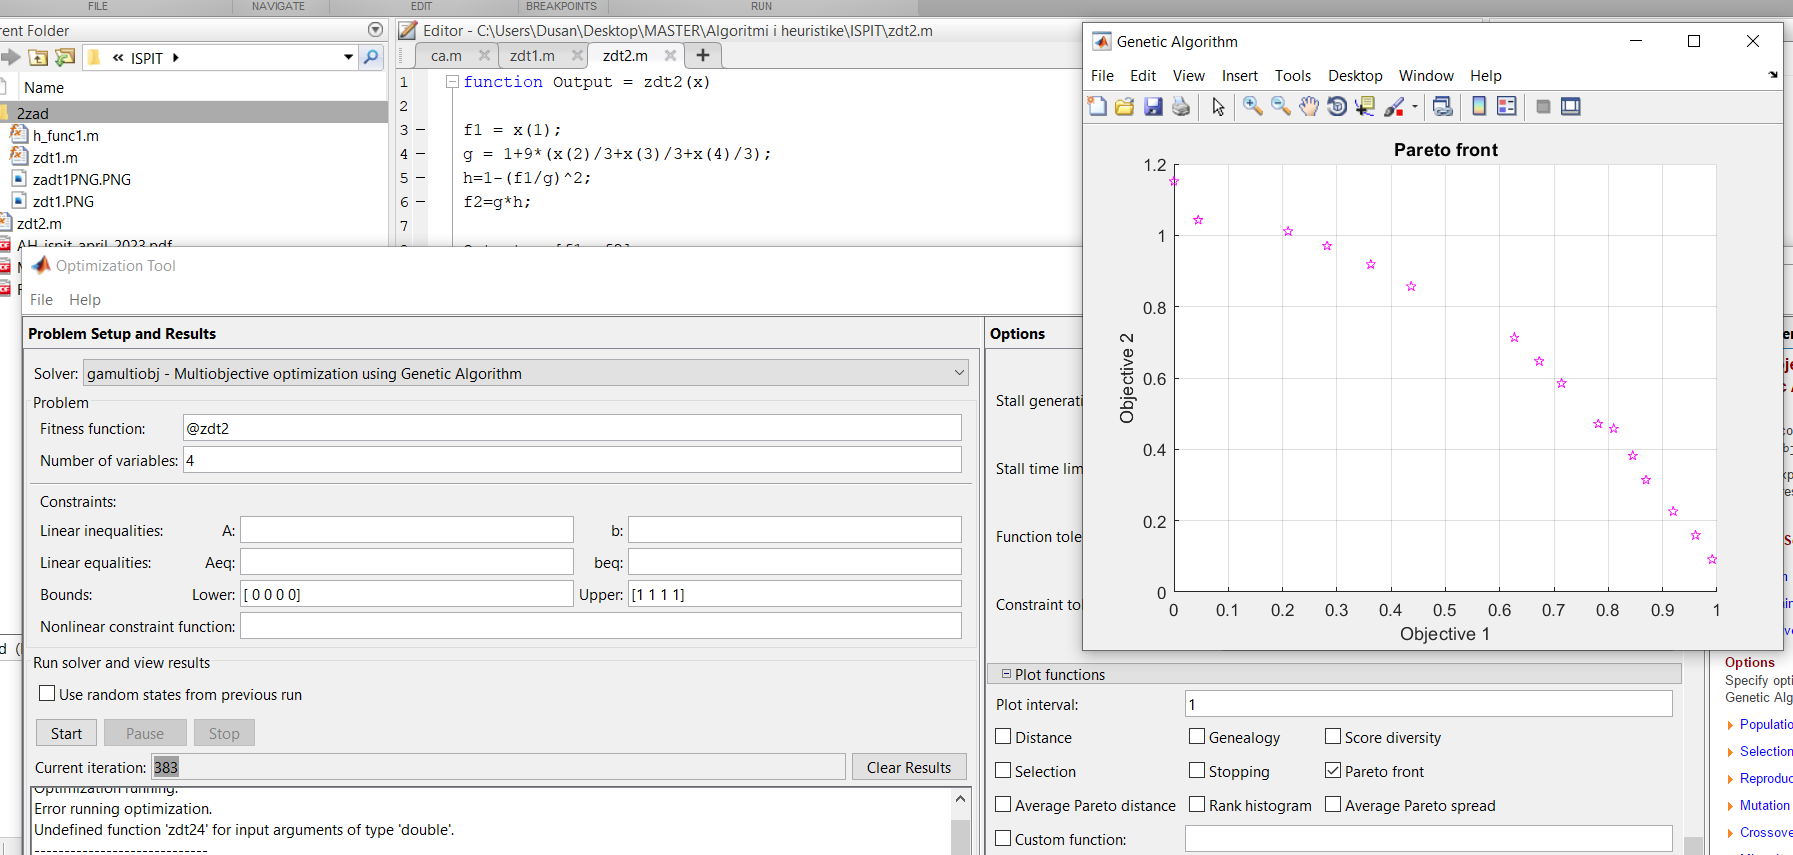 FILE
NAVIGATE
EDIT
BREAKPOINTS
RUN
rent Folder
« ISPIT ▸
Name
2zad
h_func1.m
zdt1.m
zadt1PNG.PNG
zdt1.PNG
zdt2.m
AH_ispit_april_2023.pdf
Editor - C:\Users\Dusan\Desktop\MASTER\Algoritmi i heuristike\ISPIT\zdt2.m
ca.m
zdt1.m
zdt2.m
1 function Output = zdt2(x)
2
3 – f1 = x(1);
4 – g = 1+9*(x(2)/3+x(3)/3+x(4)/3);
5 – h=1-(f1/g)^2;
6 – f2=g*h;
7
Optimization Tool
File Help
Problem Setup and Results
Solver: gamultiobj - Multiobjective optimization using Genetic Algorithm
Problem
Fitness function: @zdt2
Number of variables: 4
Constraints:
Linear inequalities: A: b:
Linear equalities: Aeq: beq:
Bounds: Lower: [ 0 0 0 0] Upper: [1 1 1 1]
Nonlinear constraint function:
Run solver and view results
Use random states from previous run
Start Pause Stop
Current iteration: 383 Clear Results
Optimization running.
Error running optimization.
Undefined function 'zdt24' for input arguments of type 'double'.
-----------------------------
Options
Stall generati
Stall time lim
Function tole
Constraint tol
Plot functions
Plot interval: 1
Distance Genealogy Score diversity
Selection Stopping Pareto front
Average Pareto distance Rank histogram Average Pareto spread
Custom function:
Genetic Algorithm
File Edit View Insert Tools Desktop Window Help
Pareto front
1.2
1
0.8
0.6
0.4
0.2
0
Objective 2
0 0.1 0.2 0.3 0.4 0.5 0.6 0.7 0.8 0.9 1
Objective 1
Options
Specify opti
Genetic Alg
Populatio
Selection
Reproduc
Mutation
Crossove